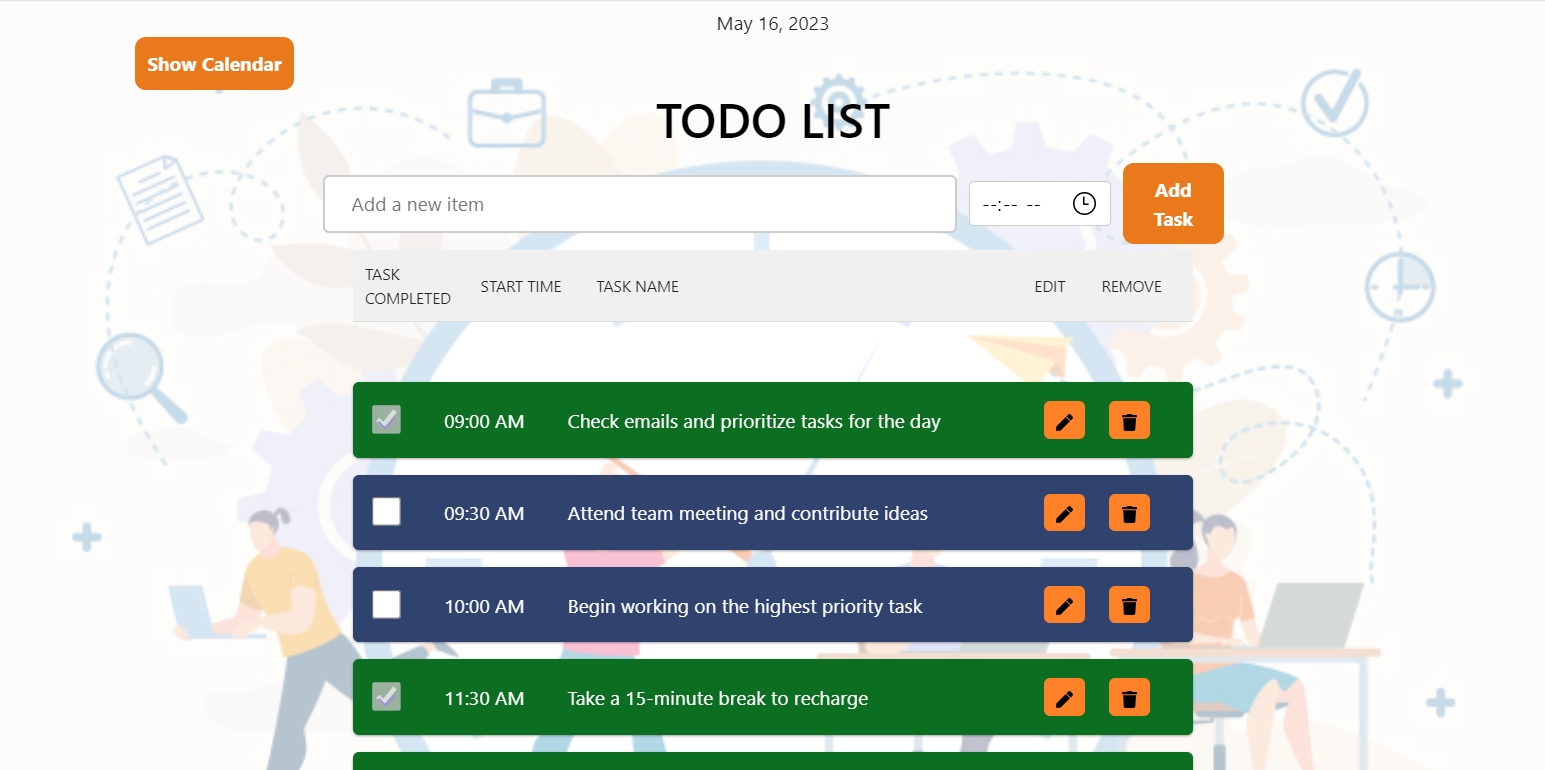 May 16, 2023
Show Calendar
TODO LIST
Add a new item
--:-- --
Add
Task
TASK
COMPLETED
START TIME
TASK NAME
EDIT
REMOVE
09:00 AM Check emails and prioritize tasks for the day
09:30 AM Attend team meeting and contribute ideas
10:00 AM Begin working on the highest priority task
11:30 AM Take a 15-minute break to recharge